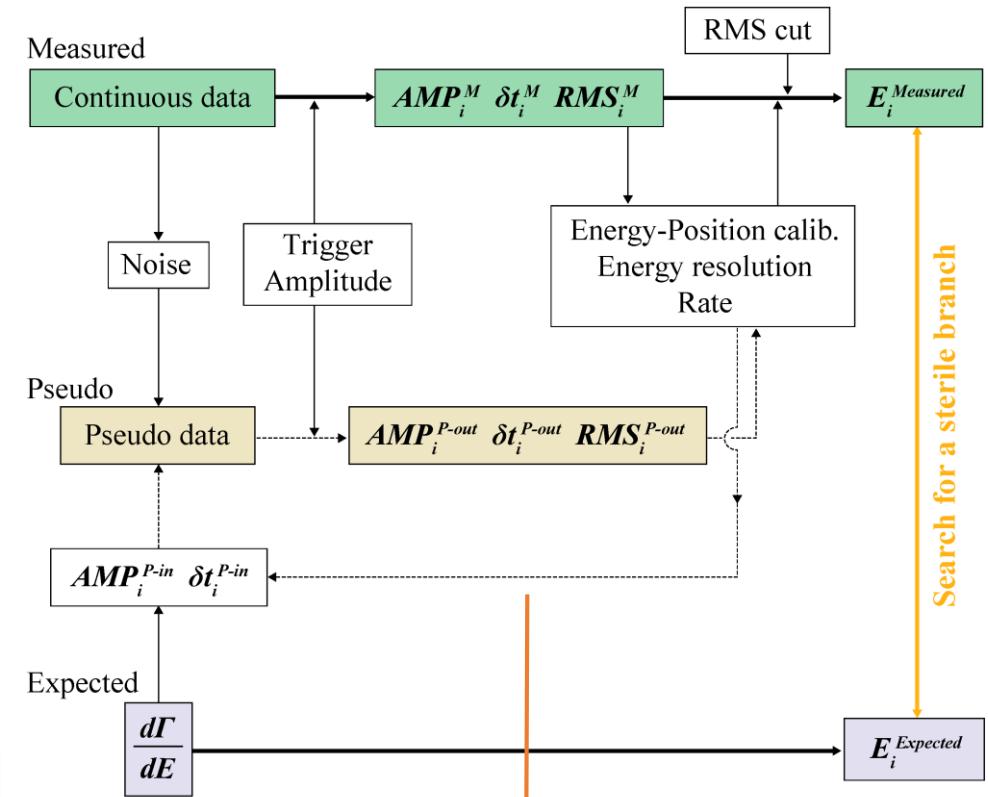 RMS cut
Measured
Continuous data
AMP_i^M δt_i^M RMS_i^M
E_i^Measured
Noise
Trigger
Amplitude
Energy-Position calib.
Energy resolution
Rate
Search for a sterile branch
Pseudo
Pseudo data
AMP_i^P-out δt_i^P-out RMS_i^P-out
AMP_i^P-in δt_i^P-in
Expected
dΓ
dE
E_i^Expected